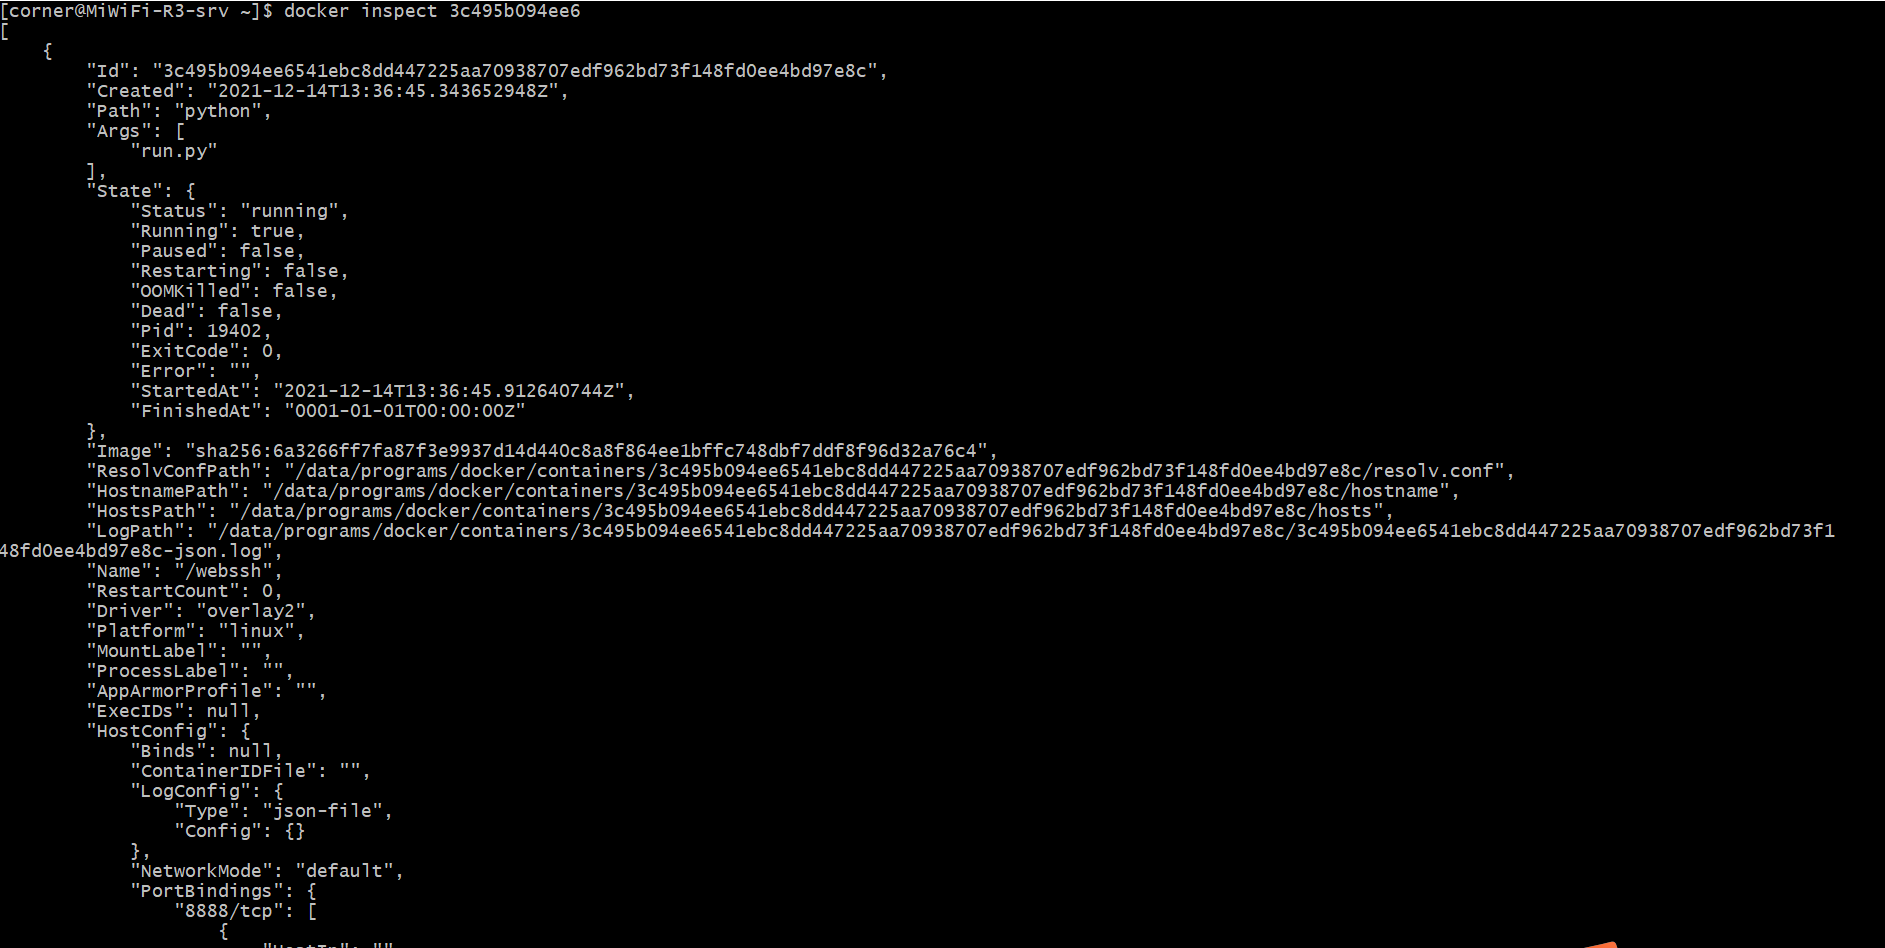 [corner@MiWiFi-R3-srv ~]$ docker inspect 3c495b094ee6
[
    {
        "Id": "3c495b094ee6541ebc8dd447225aa70938707edf962bd73f148fd0ee4bd97e8c",
        "Created": "2021-12-14T13:36:45.343652948Z",
        "Path": "python",
        "Args": [
            "run.py"
        ],
        "State": {
            "Status": "running",
            "Running": true,
            "Paused": false,
            "Restarting": false,
            "OOMKilled": false,
            "Dead": false,
            "Pid": 19402,
            "ExitCode": 0,
            "Error": "",
            "StartedAt": "2021-12-14T13:36:45.912640744Z",
            "FinishedAt": "0001-01-01T00:00:00Z"
        },
        "Image": "sha256:6a3266ff7fa87f3e9937d14d440c8a8f864ee1bffc748dbf7ddf8f96d32a76c4",
        "ResolvConfPath": "/data/programs/docker/containers/3c495b094ee6541ebc8dd447225aa70938707edf962bd73f148fd0ee4bd97e8c/resolv.conf",
        "HostnamePath": "/data/programs/docker/containers/3c495b094ee6541ebc8dd447225aa70938707edf962bd73f148fd0ee4bd97e8c/hostname",
        "HostsPath": "/data/programs/docker/containers/3c495b094ee6541ebc8dd447225aa70938707edf962bd73f148fd0ee4bd97e8c/hosts",
        "LogPath": "/data/programs/docker/containers/3c495b094ee6541ebc8dd447225aa70938707edf962bd73f148fd0ee4bd97e8c/3c495b094ee6541ebc8dd447225aa70938707edf962bd73f1
48fd0ee4bd97e8c-json.log",
        "Name": "/webssh",
        "RestartCount": 0,
        "Driver": "overlay2",
        "Platform": "linux",
        "MountLabel": "",
        "ProcessLabel": "",
        "AppArmorProfile": "",
        "ExecIDs": null,
        "HostConfig": {
            "Binds": null,
            "ContainerIDFile": "",
            "LogConfig": {
                "Type": "json-file",
                "Config": {}
            },
            "NetworkMode": "default",
            "PortBindings": {
                "8888/tcp": [
                    {
                        "HostIp": ""